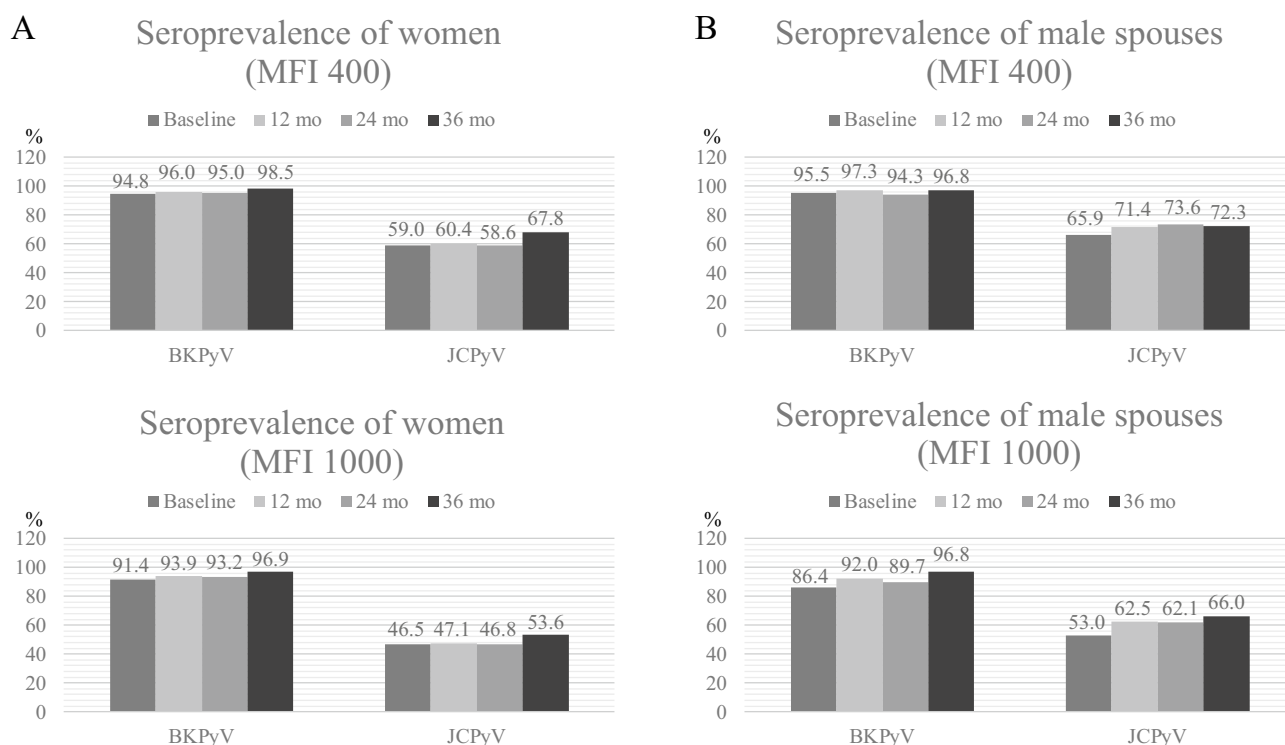 A
Seroprevalence of women
(MFI 400)
Baseline 12 mo 24 mo 36 mo
%
120
100
80
60
40
20
0
94.8 96.0 95.0 98.5
59.0 60.4 58.6 67.8
BKPyV JCPyV
B
Seroprevalence of male spouses
(MFI 400)
Baseline 12 mo 24 mo 36 mo
%
120
100
80
60
40
20
0
95.5 97.3 94.3 96.8
65.9 71.4 73.6 72.3
BKPyV JCPyV
Seroprevalence of women
(MFI 1000)
Baseline 12 mo 24 mo 36 mo
%
120
100
80
60
40
20
0
91.4 93.9 93.2 96.9
46.5 47.1 46.8 53.6
BKPyV JCPyV
Seroprevalence of male spouses
(MFI 1000)
Baseline 12 mo 24 mo 36 mo
%
120
100
80
60
40
20
0
86.4 92.0 89.7 96.8
53.0 62.5 62.1 66.0
BKPyV JCPyV